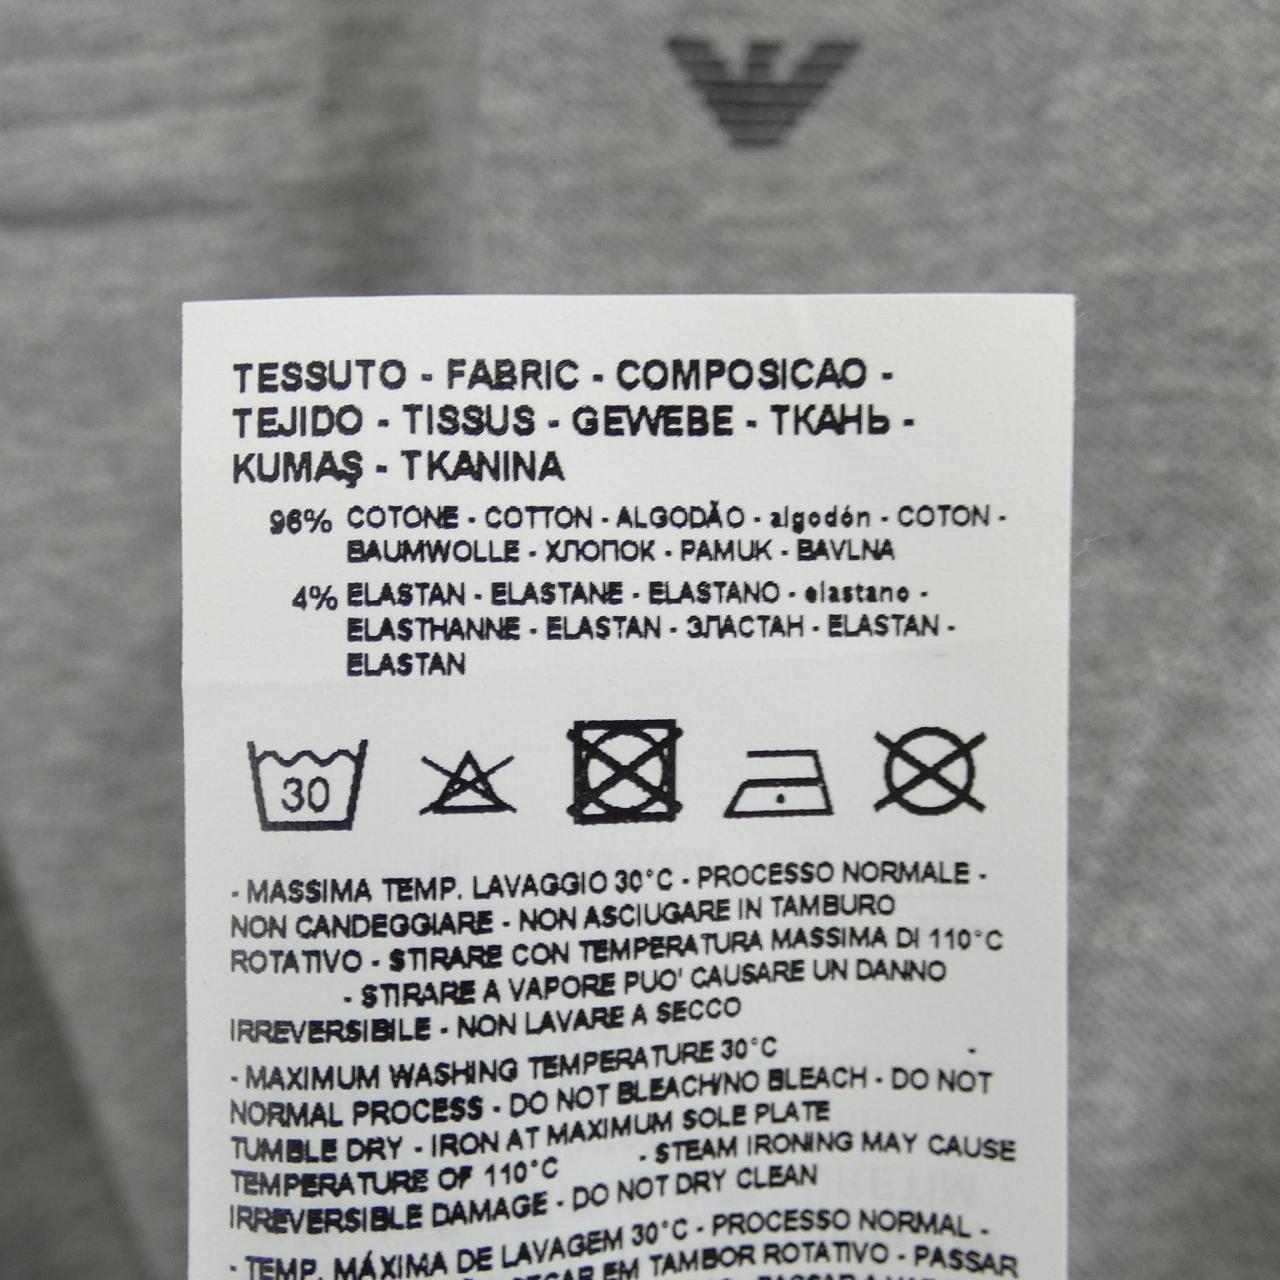 TESSUTO - FABRIC - COMPOSICAO -
TEJIDO - TISSUS - GEWEBE - ТКАНЬ -
KUMAŞ - TKANINA
96% COTONE - COTTON - ALGODÃO - algodón - COTON -
BAUMWOLLE - ХЛОПОК - PAMUK - BAVLNA
4% ELASTAN - ELASTANE - ELASTANO - elastano -
ELASTHANNE - ELASTAN - ЭЛАСТАН - ELASTAN -
ELASTAN
30
- MASSIMA TEMP. LAVAGGIO 30°C - PROCESSO NORMALE -
NON CANDEGGIARE - NON ASCIUGARE IN TAMBURO
ROTATIVO - STIRARE CON TEMPERATURA MASSIMA DI 110°C
- STIRARE A VAPORE PUO' CAUSARE UN DANNO
IRREVERSIBILE - NON LAVARE A SECCO
- MAXIMUM WASHING TEMPERATURE 30°C -
NORMAL PROCESS - DO NOT BLEACH/NO BLEACH - DO NOT
TUMBLE DRY - IRON AT MAXIMUM SOLE PLATE
TEMPERATURE OF 110°C - STEAM IRONING MAY CAUSE
IRREVERSIBLE DAMAGE - DO NOT DRY CLEAN
- TEMP. MÁXIMA DE LAVAGEM 30°C - PROCESSO NORMAL -
EM TAMBOR ROTATIVO - PASSAR